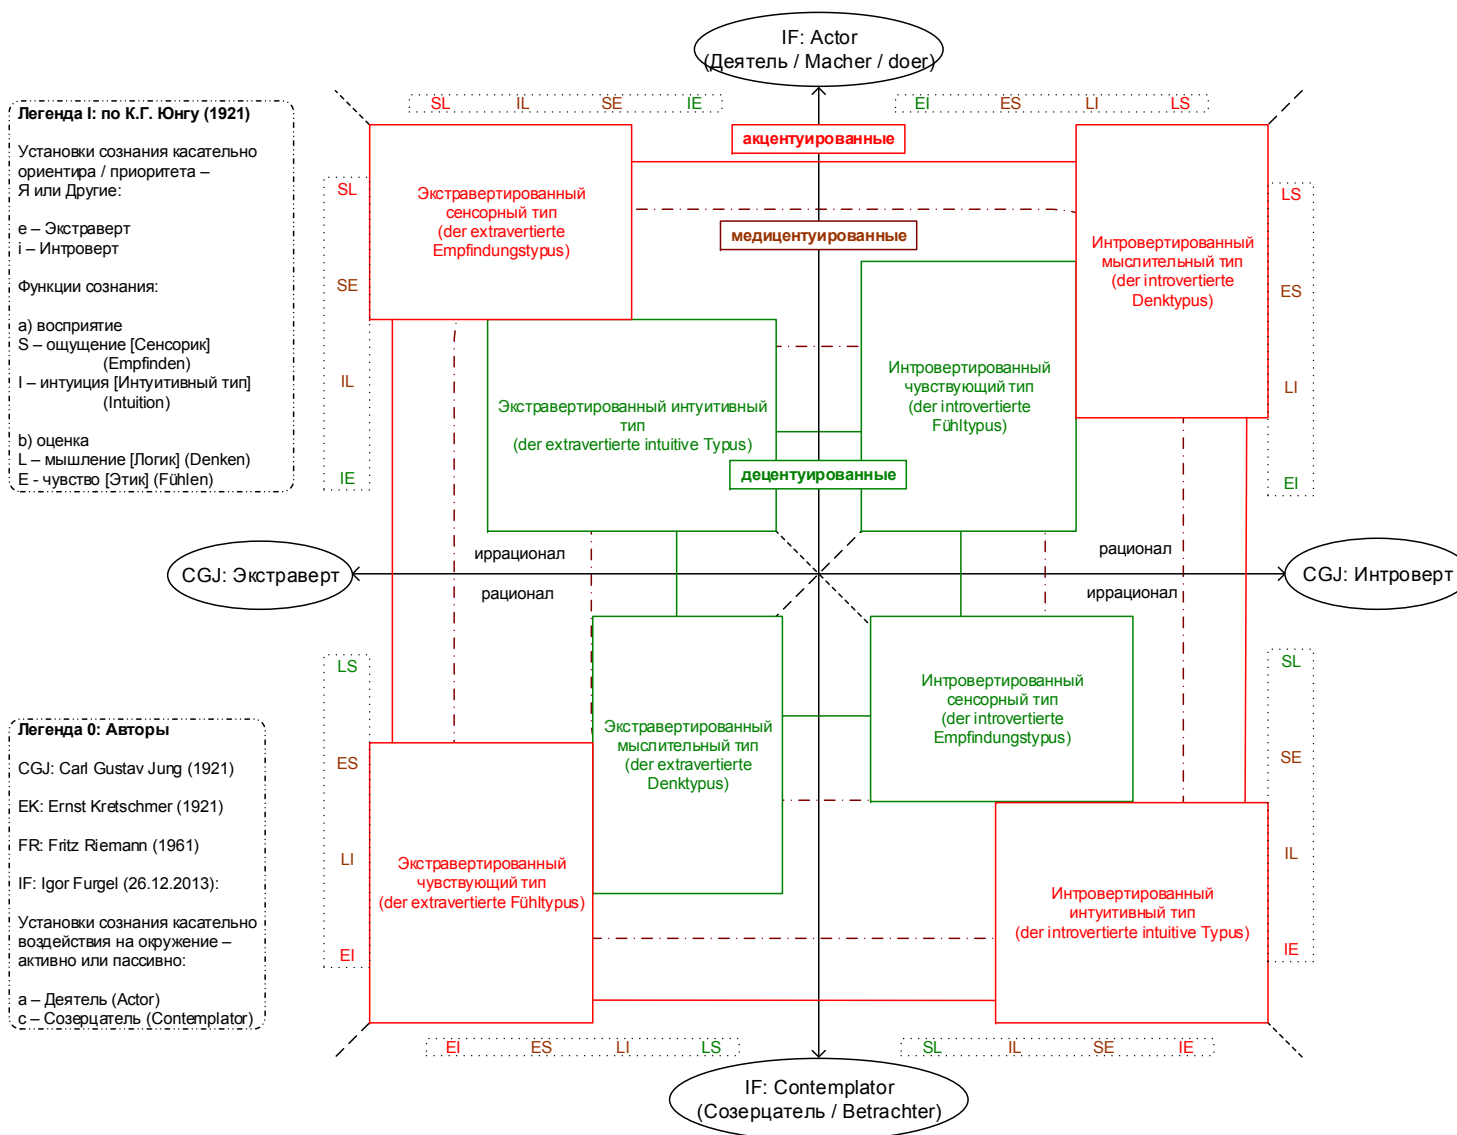 IF: Actor
(Деятель / Macher / doer)
SL IL SE IE
EI ES LI LS
Легенда I: по К.Г. Юнгу (1921)
Установки сознания касательно
ориентира / приоритета –
Я или Другие:
e – Экстраверт
i – Интроверт
Функции сознания:
a) восприятие
S – ощущение [Сенсорик]
(Empfinden)
I – интуиция [Интуитивный тип]
(Intuition)
b) оценка
L – мышление [Логик] (Denken)
E - чувство [Этик] (Fühlen)
SL
SE
IL
IE
акцентуированные
медицентуированные
децентуированные
Экстравертированный
сенсорный тип
(der extravertierte
Empfindungstypus)
Интровертированный
мыслительный тип
(der introvertierte
Denktypus)
Экстравертированный интуитивный
тип
(der extravertierte intuitive Typus)
Интровертированный
чувствующий тип
(der introvertierte
Fühltypus)
LS
ES
LI
EI
иррационал
рационал
CGJ: Экстраверт
CGJ: Интроверт
рационал
иррационал
LS
ES
LI
EI
Легенда 0: Авторы
CGJ: Carl Gustav Jung (1921)
EK: Ernst Kretschmer (1921)
FR: Fritz Riemann (1961)
IF: Igor Furgel (26.12.2013):
Установки сознания касательно
воздействия на окружение –
активно или пассивно:
a – Деятель (Actor)
c – Созерцатель (Contemplator)
Экстравертированный
мыслительный тип
(der extravertierte
Denktypus)
Интровертированный
сенсорный тип
(der introvertierte
Empfindungstypus)
Экстравертированный
чувствующий тип
(der extravertierte Fühltypus)
Интровертированный
интуитивный тип
(der introvertierte intuitive Typus)
SL
SE
IL
IE
EI ES LI LS
SL IL SE IE
IF: Contemplator
(Созерцатель / Betrachter)